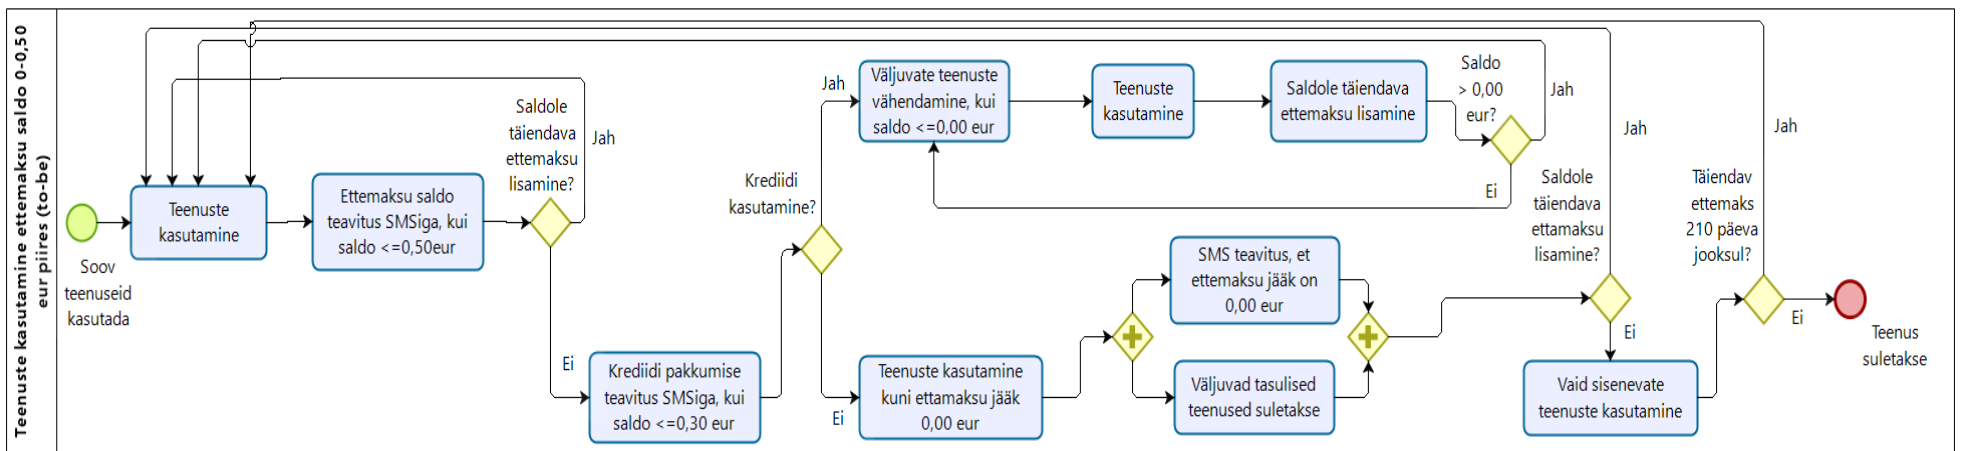 Teenuste kasutamine ettemaksu saldo 0-0,50
eur piires (to-be)
Soov
teenuseid
kasutada
Teenuste
kasutamine
Ettemaksu saldo
teavitus SMSiga, kui
saldo <=0,50eur
Saldole
täiendava
ettemaksu
lisamine?
Jah
Ei
Krediidi pakkumise
teavitus SMSiga, kui
saldo <=0,30 eur
Krediidi
kasutamine?
Jah
Väljuvate teenuste
vähendamine, kui
saldo <=0,00 eur
Teenuste
kasutamine
Saldole täiendava
ettemaksu lisamine
Saldo
> 0,00
eur?
Jah
Ei
Ei
Teenuste kasutamine
kuni ettamaksu jääk
0,00 eur
SMS teavitus, et
ettemaksu jääk on
0,00 eur
Väljuvad tasulised
teenused suletakse
Saldole
täiendava
ettamaksu
lisamine?
Jah
Ei
Vaid sisenevate
teenuste kasutamine
Täiendav
ettemaks
210 päeva
jooksul?
Jah
Ei
Teenus
suletakse